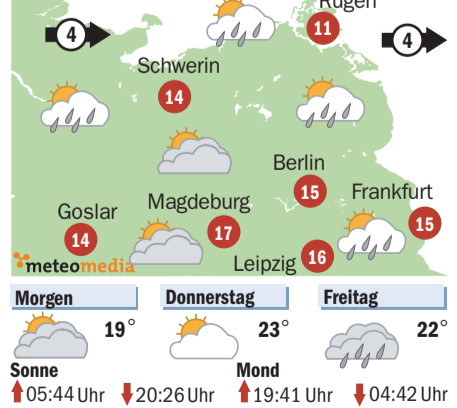 Rügen
11
4
4
Schwerin
14
Berlin
15
Frankfurt
15
Magdeburg
17
Goslar
14
Leipzig 16
meteomedia
Morgen Donnerstag Freitag
19° 23° 22°
Sonne Mond
05:44 Uhr 20:26 Uhr 19:41 Uhr 04:42 Uhr